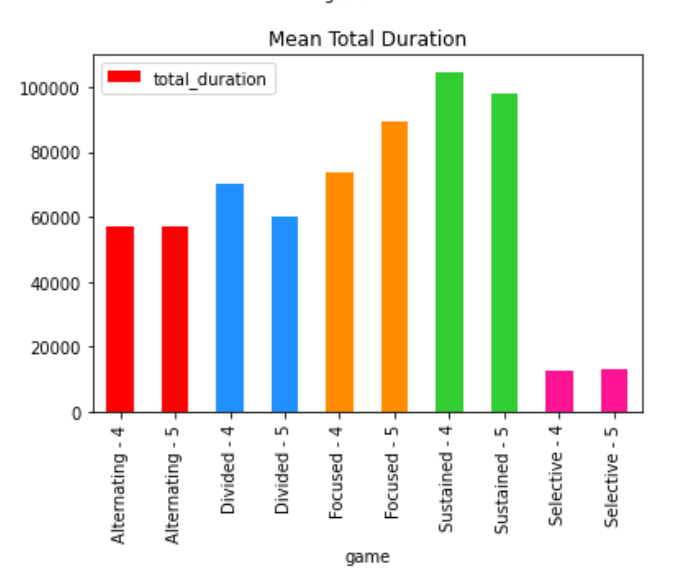 Mean Total Duration
total_duration
100000
80000
60000
40000
20000
0
Alternating - 4
Alternating - 5
Divided - 4
Divided - 5
Focused - 4
Focused - 5
Sustained - 4
Sustained - 5
Selective - 4
Selective - 5
game